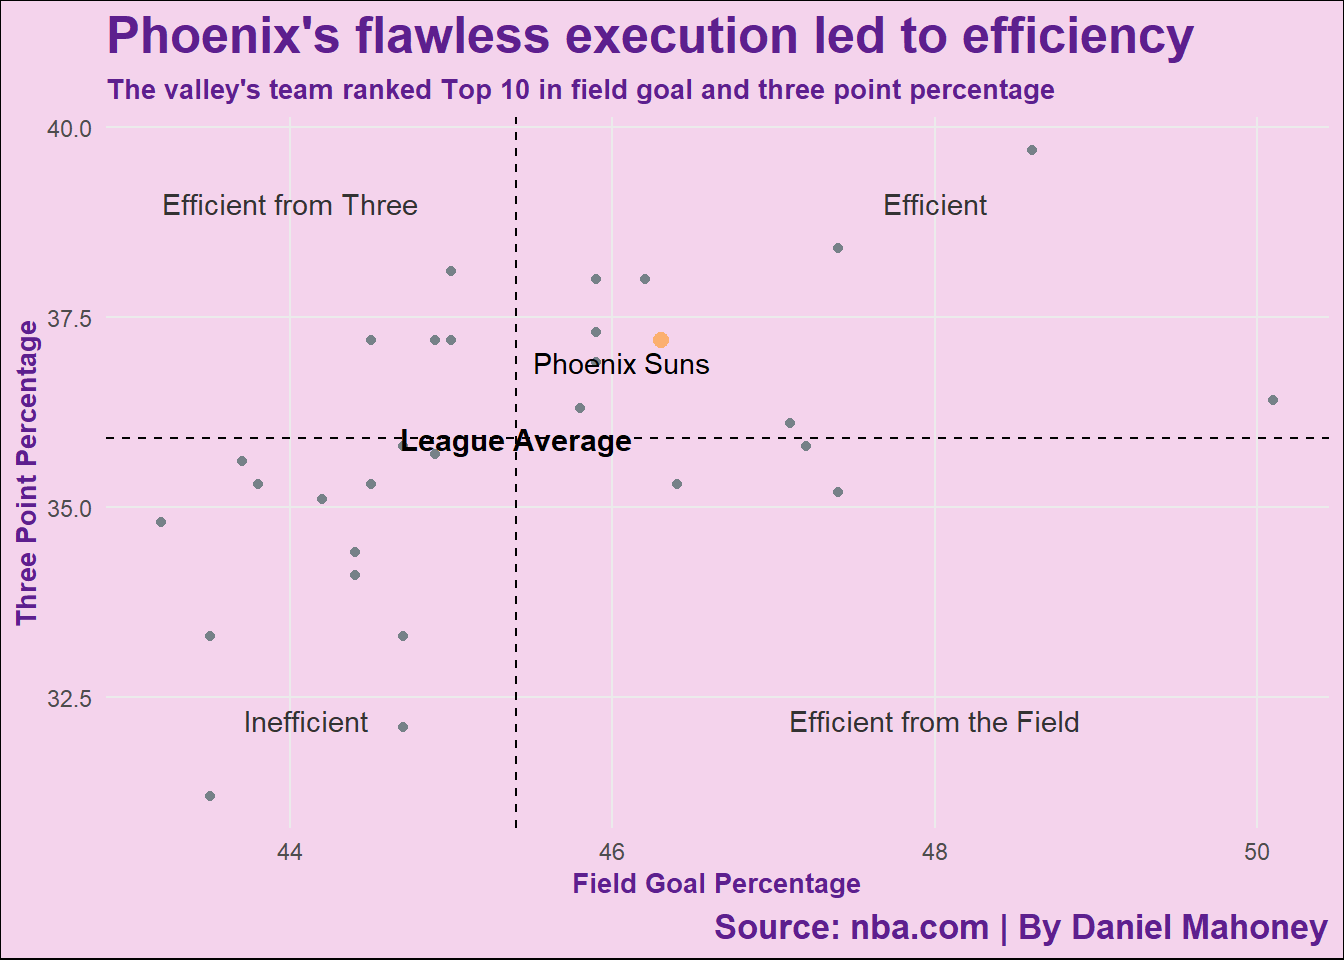 Phoenix's flawless execution led to efficiency
The valley's team ranked Top 10 in field goal and three point percentage
40.0
Efficient from Three
Efficient
37.5
Phoenix Suns
League Average
Three Point Percentage
35.0
32.5
Inefficient
Efficient from the Field
44
46
48
50
Field Goal Percentage
Source: nba.com | By Daniel Mahoney